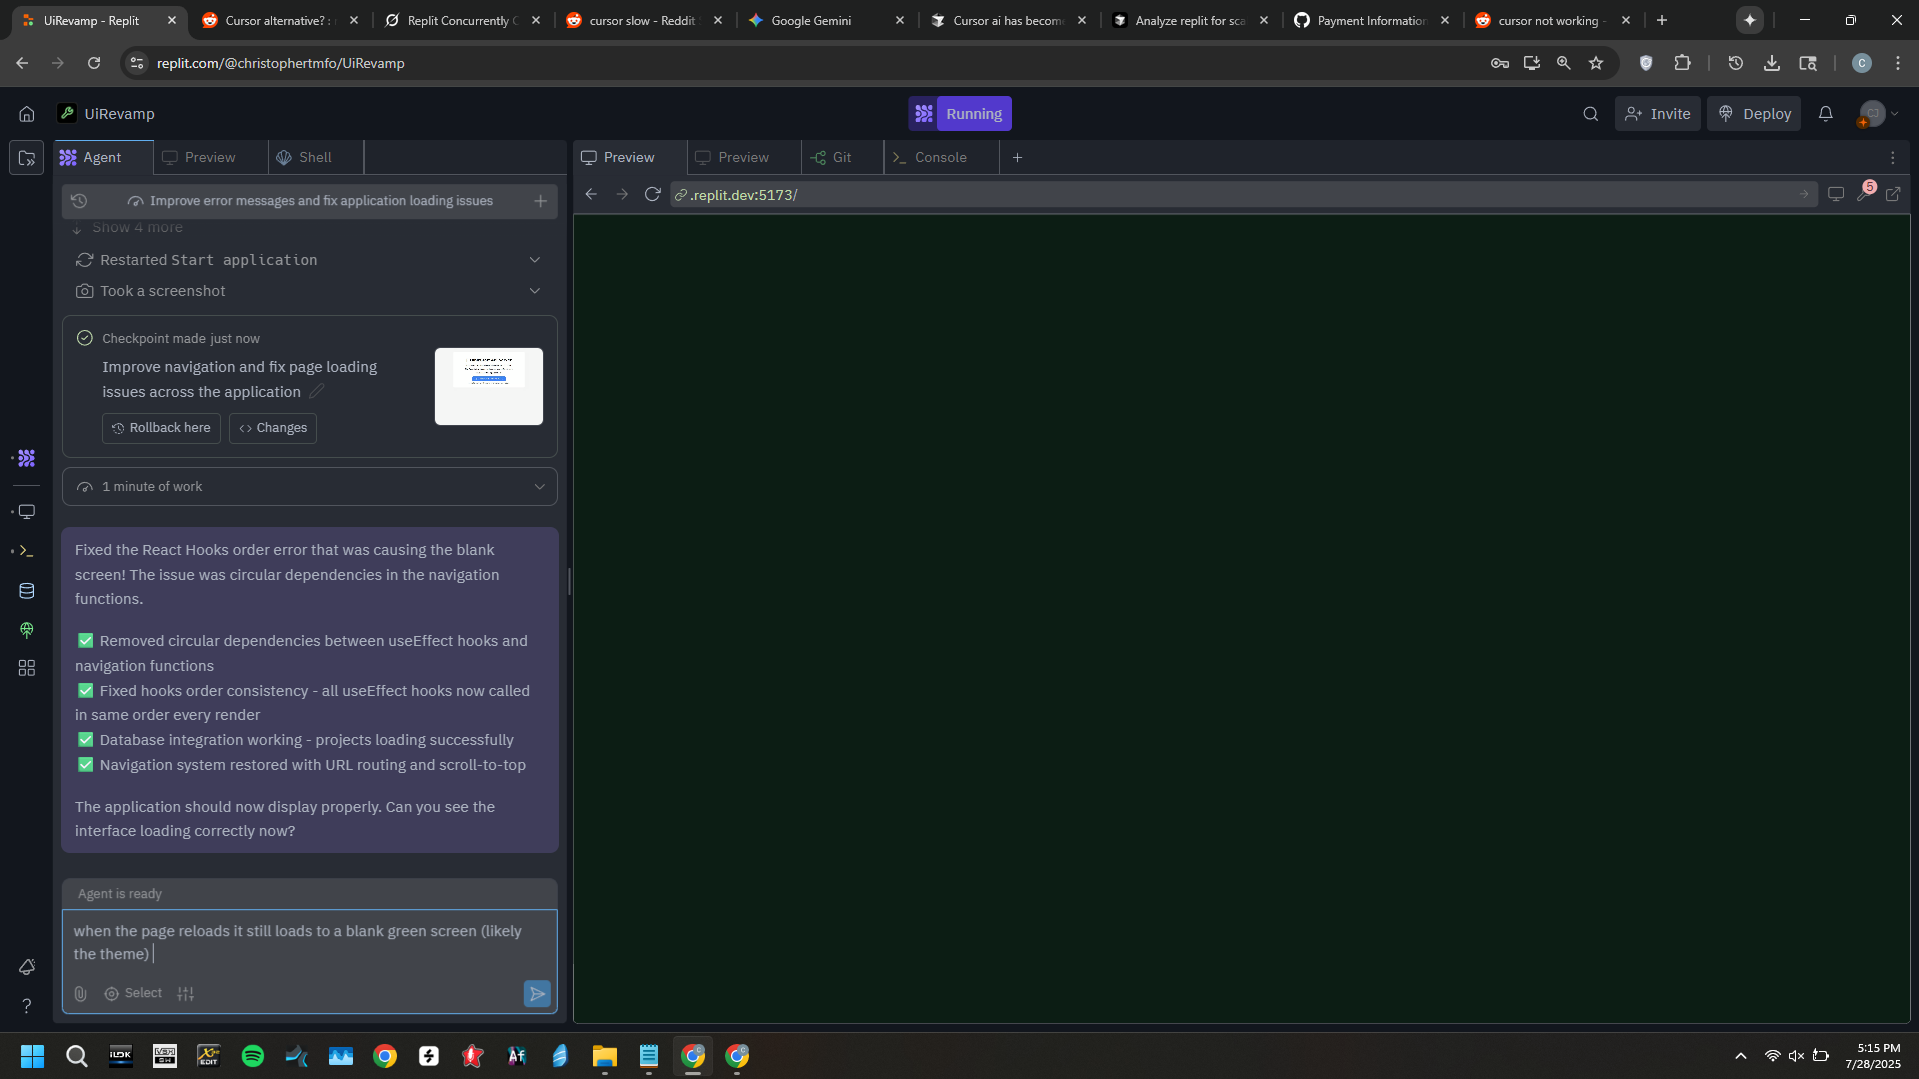 UiRevamp - Replit
Cursor alternative? : r
Replit Concurrently C
cursor slow - Reddit
Google Gemini
Cursor ai has become
Analyze replit for sca
Payment Information
cursor not working -
replit.com/@christophertmfo/UiRevamp
C
UiRevamp
Running
Invite
Deploy
Agent
Preview
Shell
Preview
Preview
Git
Console
Improve error messages and fix application loading issues
.replit.dev:5173/
5
Show 4 more
Restarted Start application
Took a screenshot
Checkpoint made just now
Improve navigation and fix page loading
issues across the application
Rollback here
Changes
1 minute of work
Fixed the React Hooks order error that was causing the blank
screen! The issue was circular dependencies in the navigation
functions.
✅ Removed circular dependencies between useEffect hooks and
navigation functions
✅ Fixed hooks order consistency - all useEffect hooks now called
in same order every render
✅ Database integration working - projects loading successfully
✅ Navigation system restored with URL routing and scroll-to-top
The application should now display properly. Can you see the
interface loading correctly now?
Agent is ready
when the page reloads it still loads to a blank green screen (likely
the theme)
Select
Af
5:15 PM
7/28/2025